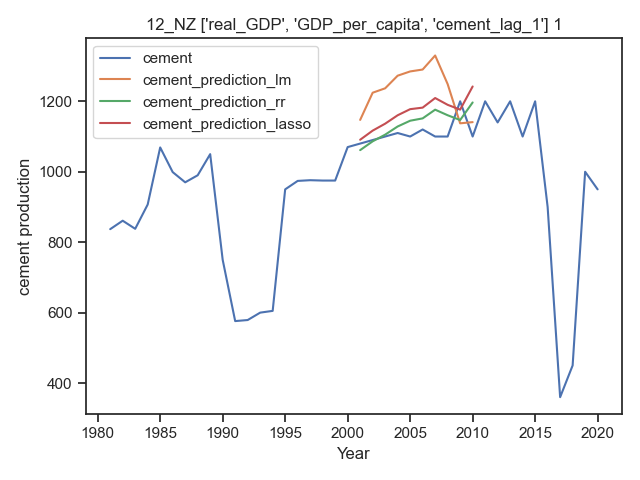 12_NZ ['real_GDP', 'GDP_per_capita', 'cement_lag_1'] 1
cement
cement_prediction_lm
cement_prediction_rr
cement_prediction_lasso
cement production
1200
1000
800
600
400
1980 1985 1990 1995 2000 2005 2010 2015 2020
Year